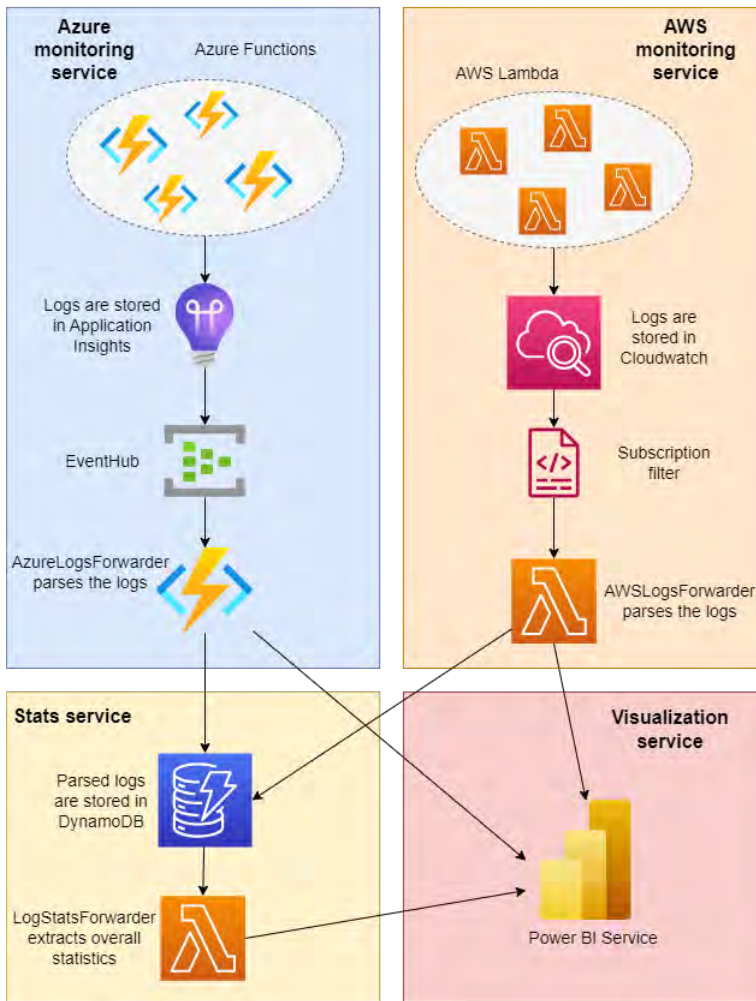 Azure
monitoring
service
Azure Functions
Logs are stored
in Application
Insights
EventHub
AzureLogsForwarder
parses the logs
AWS
monitoring
service
AWS Lambda
Logs are
stored in
Cloudwatch
Subscription
filter
AWSLogsForwarder
parses the logs
Stats service
Parsed logs
are stored in
DynamoDB
LogStatsForwarder
extracts overall
statistics
Visualization
service
Power BI Service